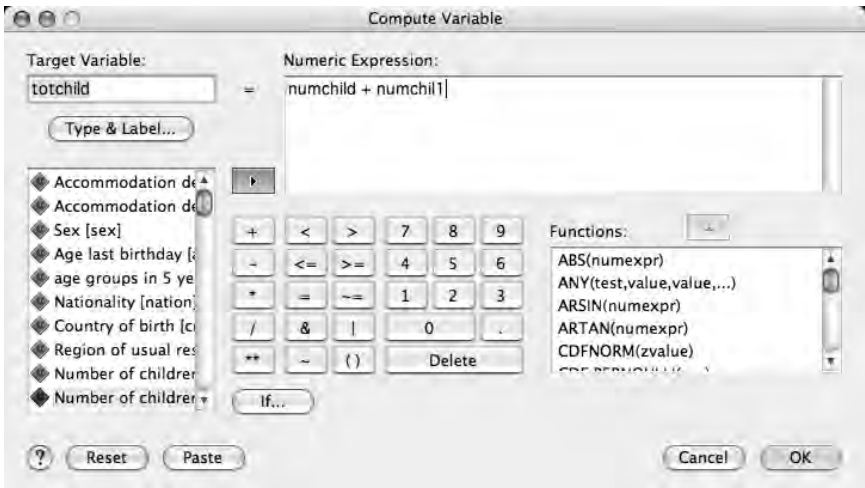 Compute Variable
Target Variable:
totchild
=
Numeric Expression:
numchild + numchil1
Type & Label...
Accommodation de
Accommodation de
Sex [sex]
Age last birthday [a
age groups in 5 ye
Nationality [nation]
Country of birth [co
Region of usual res
Number of children
Number of children
+ < > 7 8 9
- <= >= 4 5 6
* = ~= 1 2 3
/ & | 0 .
** ~ ( ) Delete
If...
Functions:
ABS(numexpr)
ANY(test,value,value,...)
ARSIN(numexpr)
ARTAN(numexpr)
CDFNORM(zvalue)
? Reset Paste Cancel OK